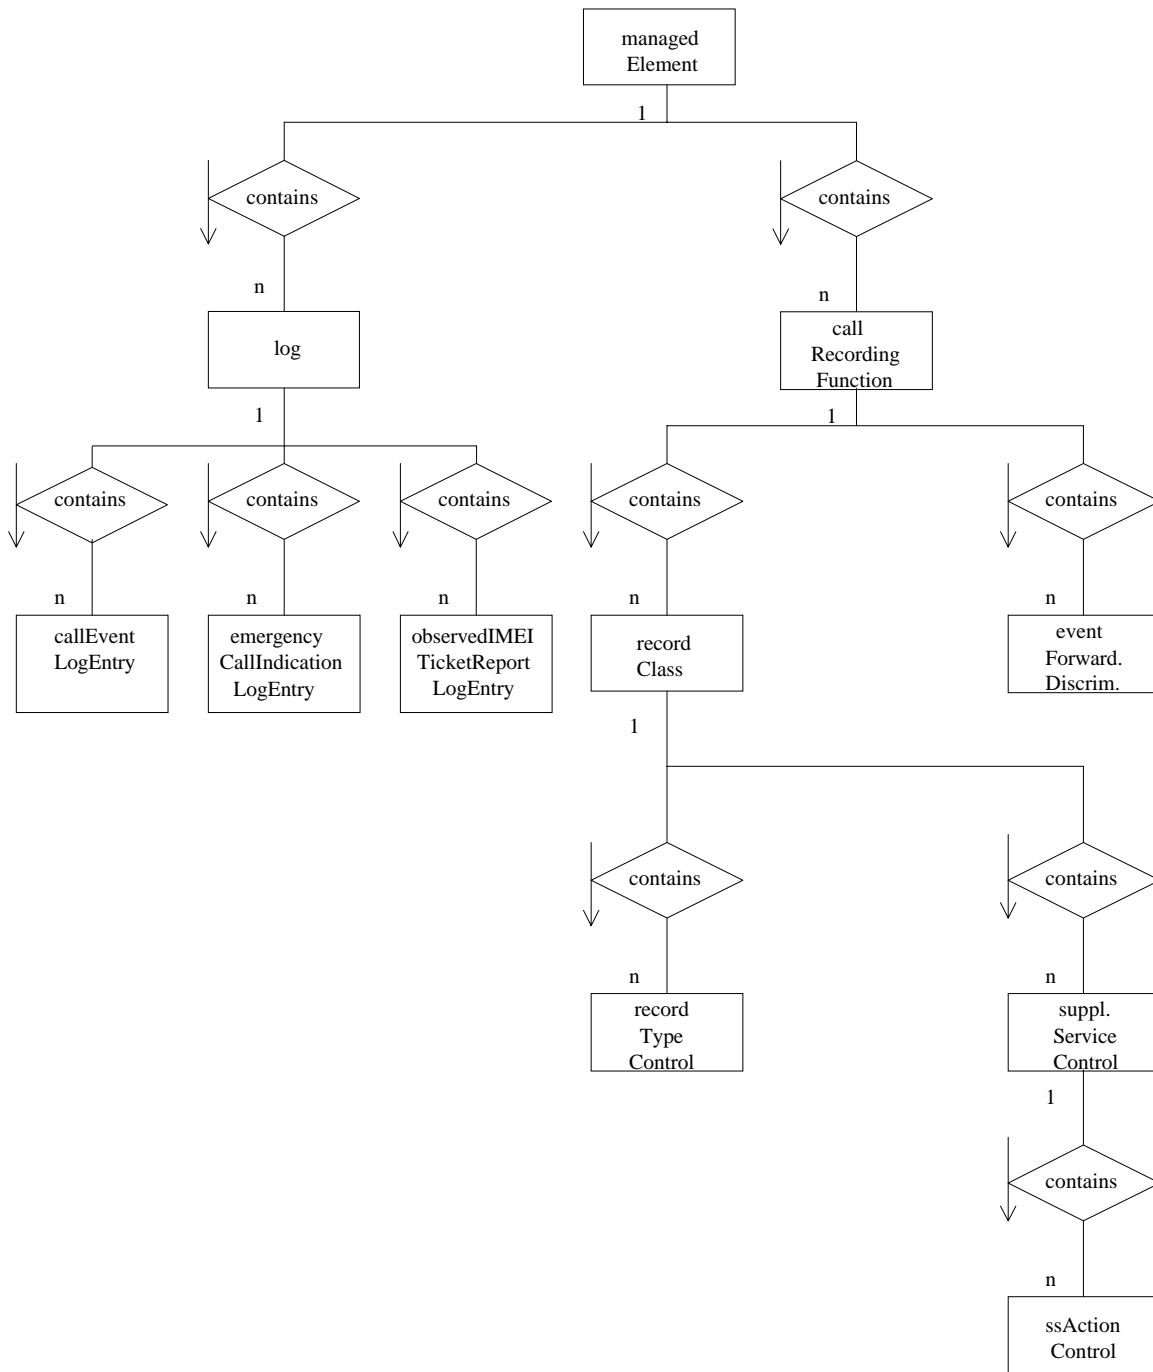 managed
Element
1
contains
contains
n
n
log
call
Recording
Function
1
1
contains
contains
contains
contains
contains
n
n
n
n
n
callEvent
LogEntry
emergency
CallIndication
LogEntry
observedIMEI
TicketReport
LogEntry
record
Class
event
Forward.
Discrim.
1
contains
contains
n
n
record
Type
Control
suppl.
Service
Control
1
contains
n
ssAction
Control